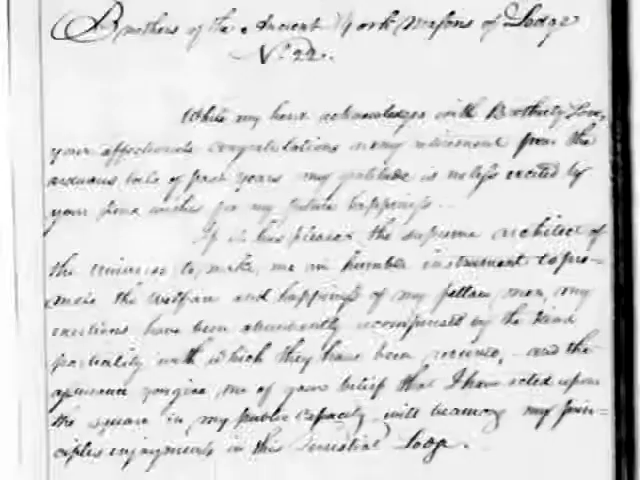 Brothers of the Ancient York Masons of Lodge
No. 22.
While my heart acknowledges with Brotherly Love,
your affectionate congratulations on my retirement from the
arduous toils of past years my gratitude is no less excited by
your kind wishes for my future happiness.
If it has pleased the supreme architect of
the universe to make me an humble instrument to pro-
mote the welfare and happiness of my fellow men, my
exertions have been abundantly recompensed by the kind
partiality with which they have been received, and the
assurance you give me of your belief that I have acted upon
the square in my public Capacity will be among my prin-
ciple enjoyments in this Terrestial Lodge.